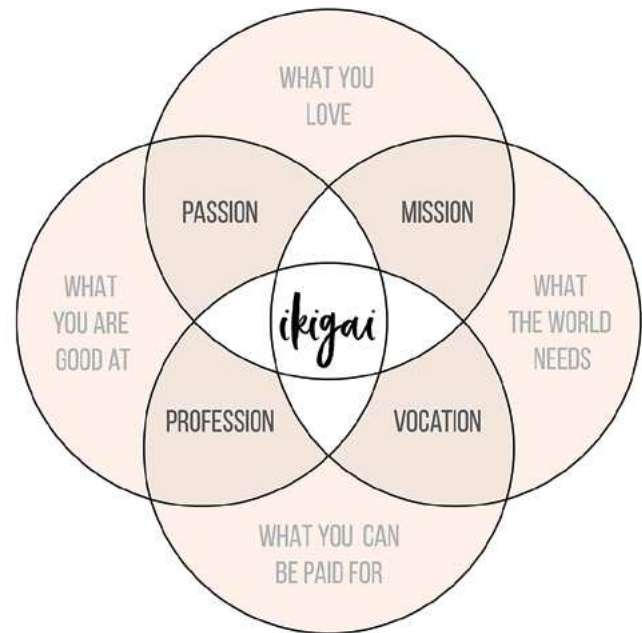 WHAT YOU
LOVE
PASSION
MISSION
WHAT
YOU ARE
GOOD AT
ikigai
WHAT
THE WORLD
NEEDS
PROFESSION
VOCATION
WHAT YOU CAN
BE PAID FOR